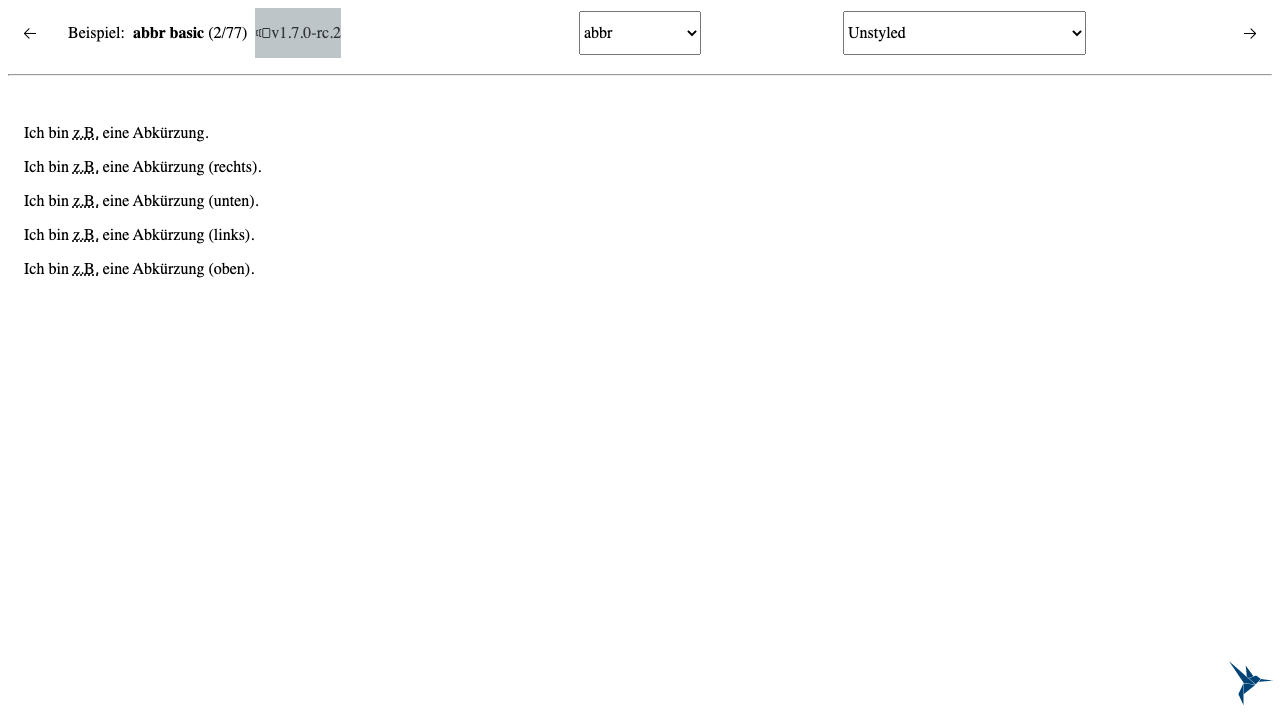 Beispiel: abbr basic (2/77) v1.7.0-rc.2 abbr Unstyled
Ich bin z.B. eine Abkürzung.
Ich bin z.B. eine Abkürzung (rechts).
Ich bin z.B. eine Abkürzung (unten).
Ich bin z.B. eine Abkürzung (links).
Ich bin z.B. eine Abkürzung (oben).